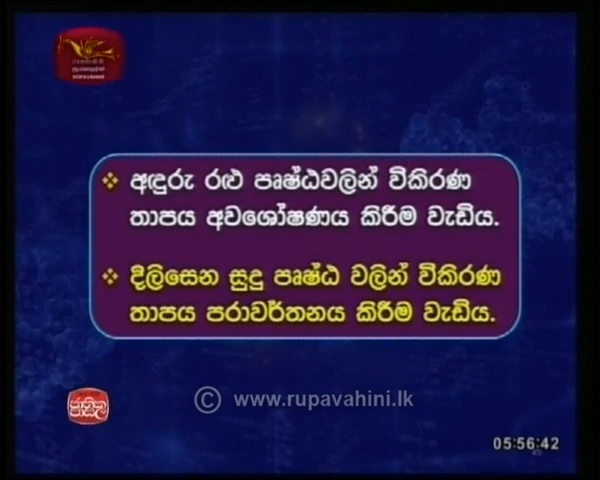 ❖ අඳුරු රළු පෘෂ්ඨවලින් විකිරණ
තාපය අවශෝෂණය කිරීම වැඩිය.
❖ දිලිසෙන සුදු පෘෂ්ඨ වලින් විකිරණ
තාපය පරාවර්තනය කිරීම වැඩිය.
ජාතික
පාසල
© www.rupavahini.lk
05:56:42